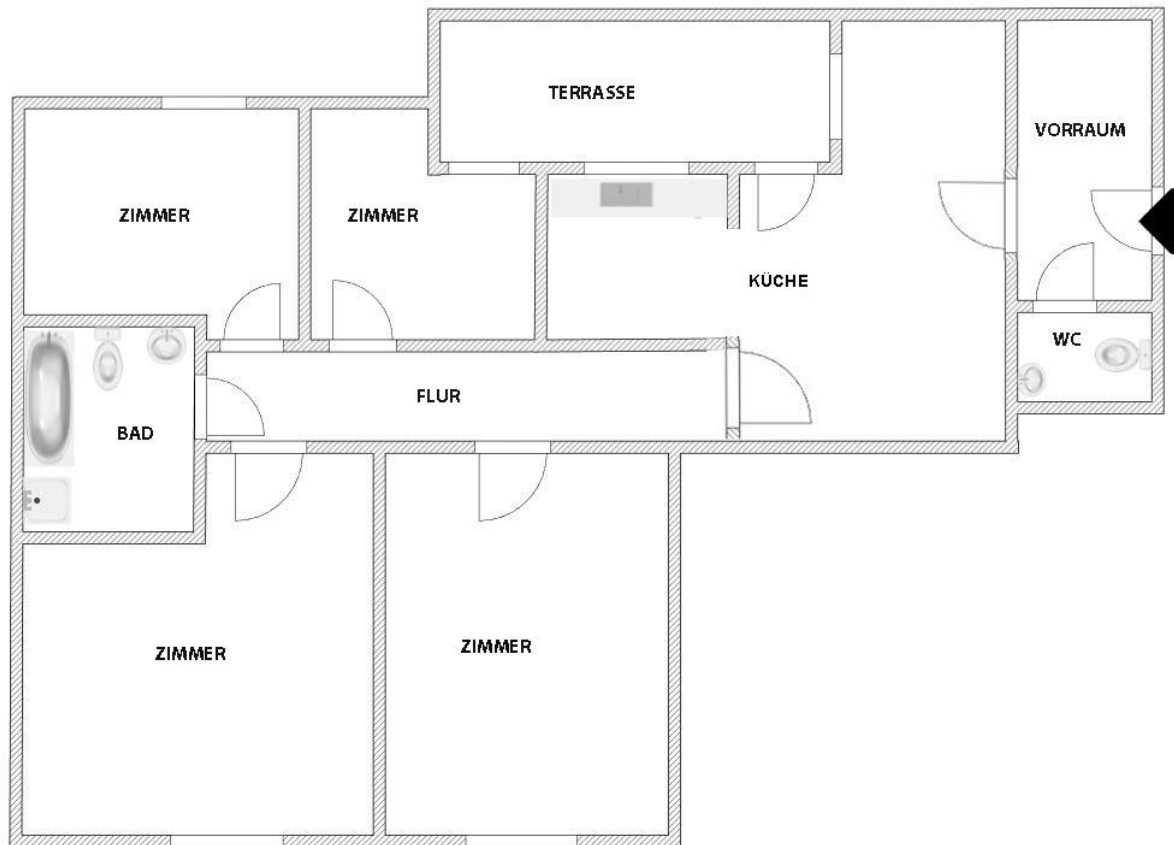 TERRASSE
VORRAUM
ZIMMER
ZIMMER
KÜCHE
WC
FLUR
BAD
ZIMMER
ZIMMER